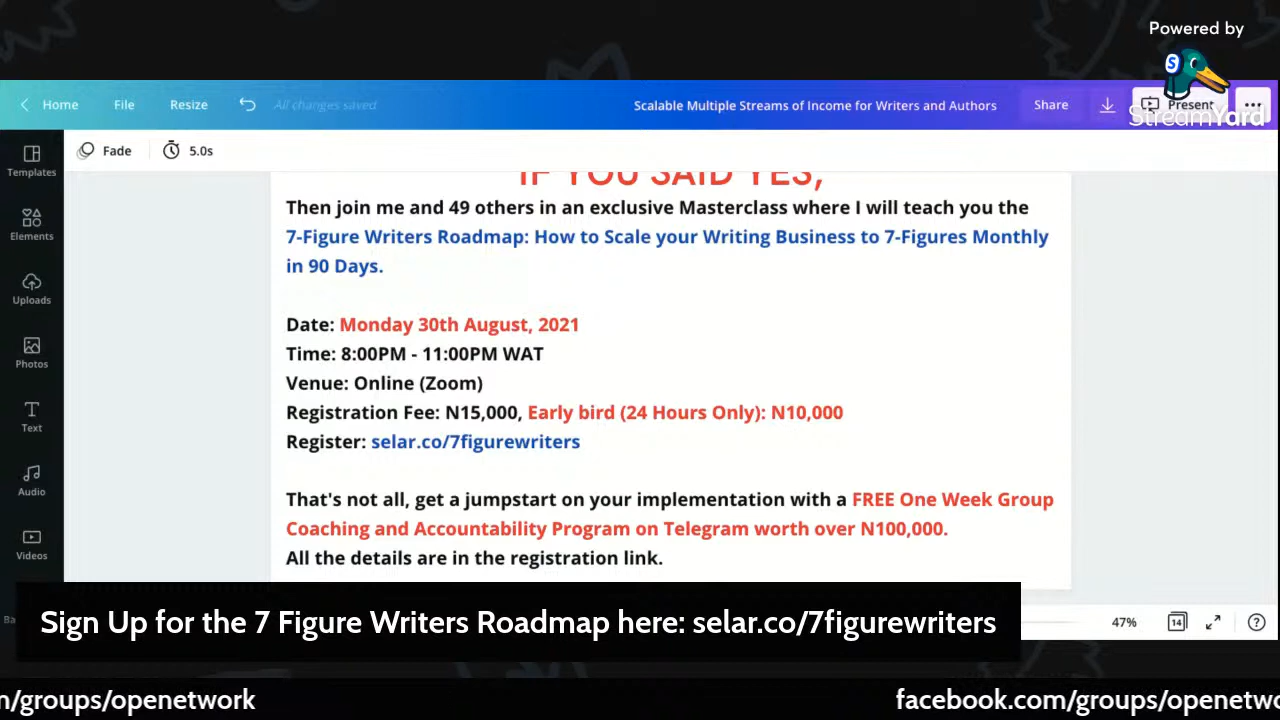 Powered by
StreamYard
Home
File
Resize
All changes saved
Scalable Multiple Streams of Income for Writers and Authors
Share
Present
Fade
5.0s
Templates
Elements
Uploads
Photos
Text
Audio
Videos
IF YOU SAID YES,
Then join me and 49 others in an exclusive Masterclass where I will teach you the
7-Figure Writers Roadmap: How to Scale your Writing Business to 7-Figures Monthly
in 90 Days.
Date: Monday 30th August, 2021
Time: 8:00PM - 11:00PM WAT
Venue: Online (Zoom)
Registration Fee: N15,000, Early bird (24 Hours Only): N10,000
Register: selar.co/7figurewriters
That's not all, get a jumpstart on your implementation with a FREE One Week Group
Coaching and Accountability Program on Telegram worth over N100,000.
All the details are in the registration link.
Sign Up for the 7 Figure Writers Roadmap here: selar.co/7figurewriters
47%
14
?
/groups/openetwork
facebook.com/groups/openetwo